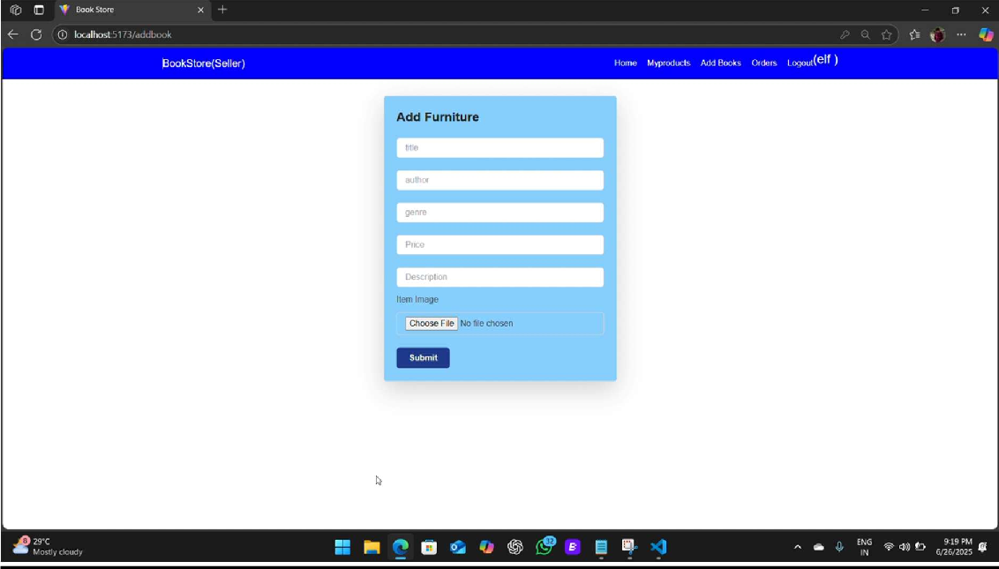 Book Store
localhost:5173/addbook
BookStore(Seller)
Home Myproducts Add Books Orders Logout(elf )
Add Furniture
title
author
genre
Price
Description
Item Image
Choose File No file chosen
Submit
8
29°C
Mostly cloudy
32
ENG
IN
9:19 PM
6/26/2025